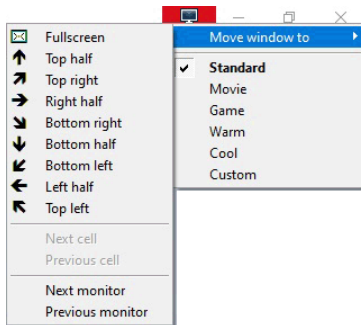 Move window to
Standard
Movie
Game
Warm
Cool
Custom
Fullscreen
Top half
Top right
Right half
Bottom right
Bottom half
Bottom left
Left half
Top left
Next cell
Previous cell
Next monitor
Previous monitor